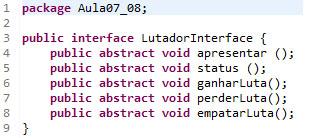 1 package Aula07_08;
2
3 public interface LutadorInterface {
4     public abstract void apresentar ();
5     public abstract void status ();
6     public abstract void ganharLuta();
7     public abstract void perderLuta();
8     public abstract void empatarLuta();
9 }